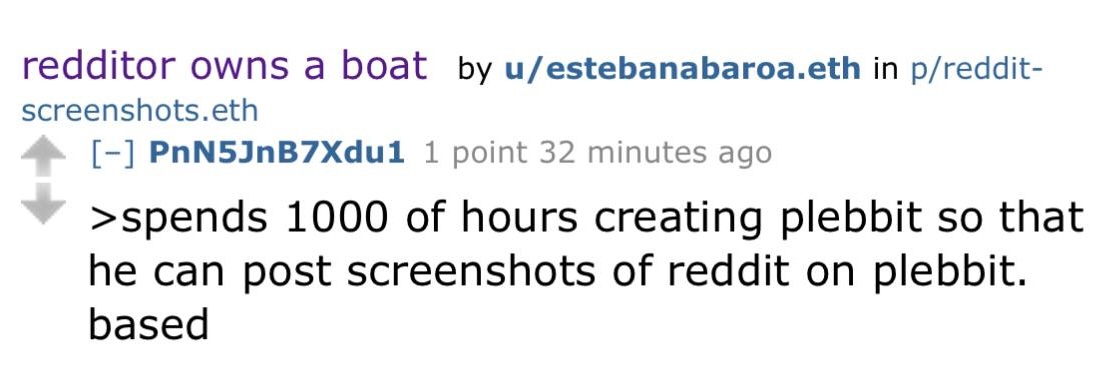 redditor owns a boat by u/estebanabaroa.eth in p/reddit-
screenshots.eth
[–] PnN5JnB7Xdu1 1 point 32 minutes ago
>spends 1000 of hours creating plebbit so that
he can post screenshots of reddit on plebbit.
based